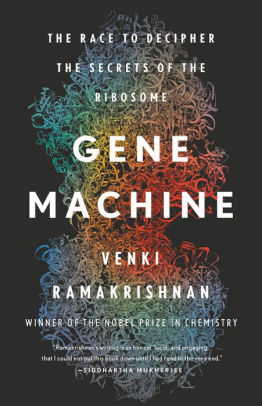 THE RACE TO DECIPHER
THE SECRETS OF THE
RIBOSOME
GENE
MACHINE
VENKI
RAMAKRISHNAN
WINNER OF THE NOBEL PRIZE IN CHEMISTRY
"Ramakrishnan's writing is so honest, lucid, and engaging
that I could not put this book down until I had read to the very end."
—SIDDHARTHA MUKHERJEE